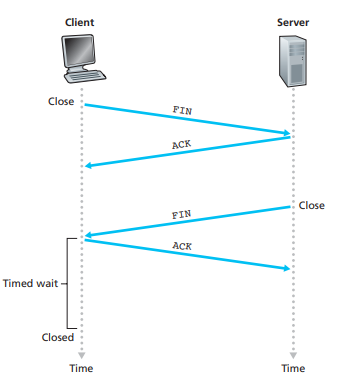 Client
Server
Close
FIN
ACK
Close
FIN
ACK
Timed wait
Closed
Time
Time